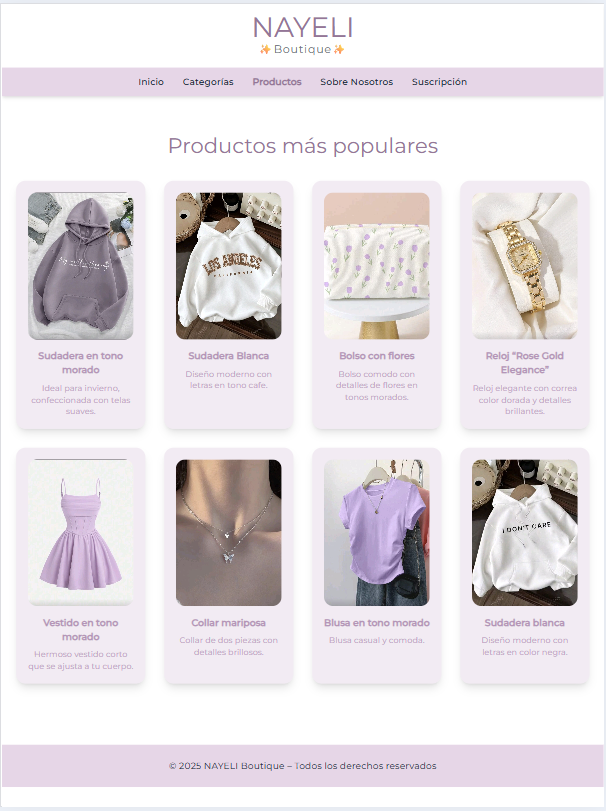 NAYELI
✨Boutique✨
Inicio Categorías Productos Sobre Nosotros Suscripción
Productos más populares
LOS ANGELES
CALIFORNIA
Sudadera en tono
morado
Ideal para invierno,
confeccionada con telas
suaves.
Sudadera Blanca
Diseño moderno con
letras en tono cafe.
Bolso con flores
Bolso comodo con
detalles de flores en
tonos morados.
Reloj “Rose Gold
Elegance”
Reloj elegante con correa
color dorada y detalles
brillantes.
Vestido en tono
morado
Hermoso vestido corto
que se ajusta a tu cuerpo.
Collar mariposa
Collar de dos piezas con
detalles brillosos.
Blusa en tono morado
Blusa casual y comoda.
I DON'T CARE
Sudadera blanca
Diseño moderno con
letras en color negra.
© 2025 NAYELI Boutique – Todos los derechos reservados